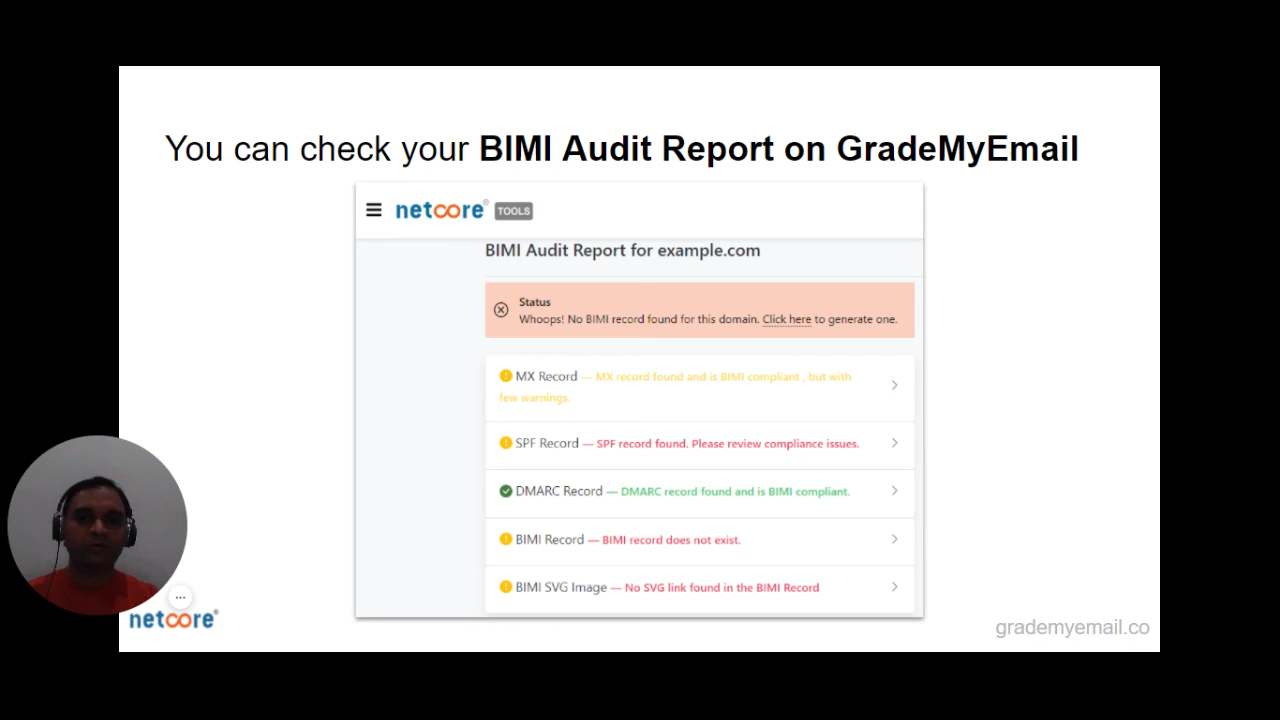 You can check your BIMI Audit Report on GradeMyEmail
netcore® TOOLS
BIMI Audit Report for example.com
Status
Whoops! No BIMI record found for this domain. Click here to generate one.
MX Record — MX record found and is BIMI compliant , but with
few warnings.
SPF Record — SPF record found. Please review compliance issues.
DMARC Record — DMARC record found and is BIMI compliant.
BIMI Record — BIMI record does not exist.
BIMI SVG Image — No SVG link found in the BIMI Record
netcore®
grademyemail.co